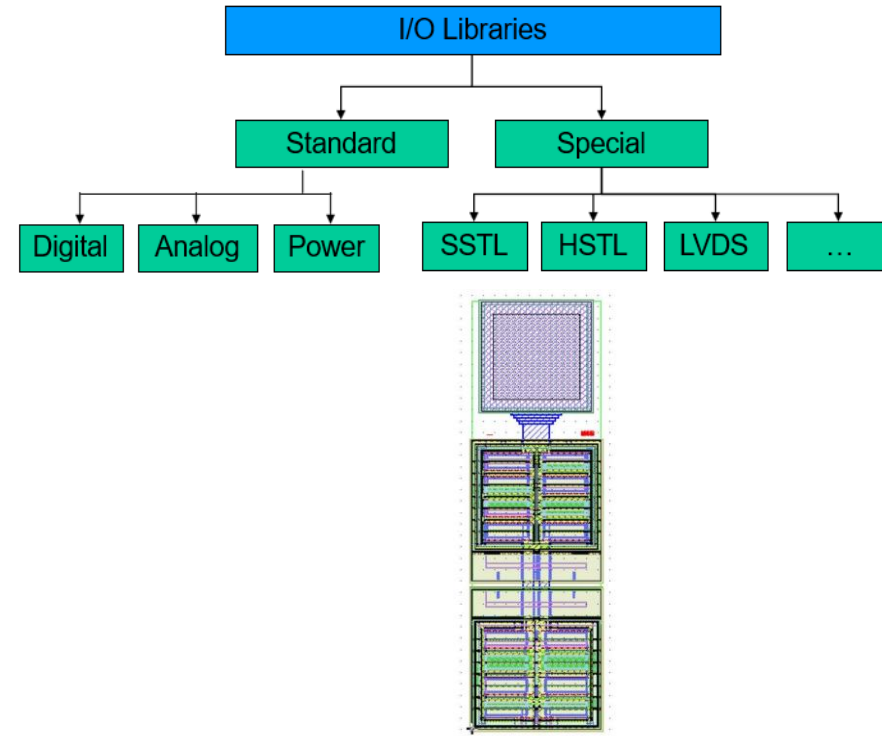 I/O Libraries
Standard
Special
Digital
Analog
Power
SSTL
HSTL
LVDS
...